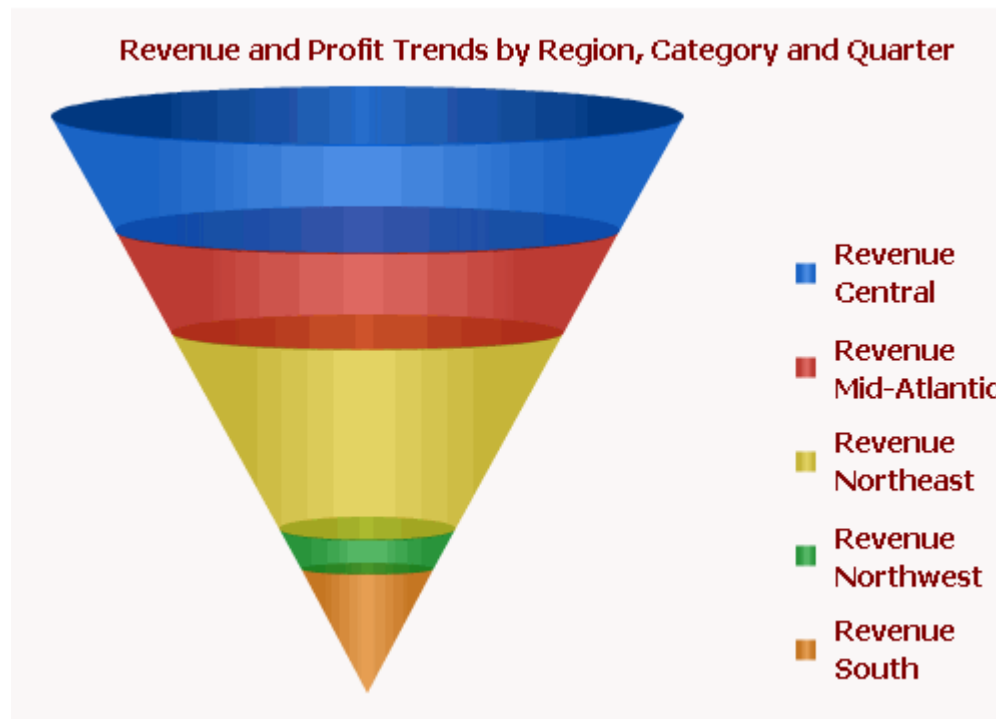 Revenue and Profit Trends by Region, Category and Quarter
Revenue
Central
Revenue
Mid-Atlantic
Revenue
Northeast
Revenue
Northwest
Revenue
South